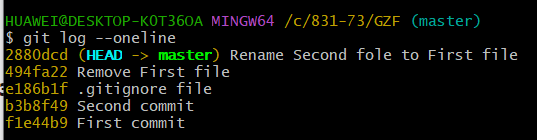 HUAWEI@DESKTOP-KOT36OA MINGW64 /c/831-73/GZF (master)
$ git log --oneline
2880dcd (HEAD -> master) Rename Second fole to First file
494fa22 Remove First file
e186b1f .gitignore file
b3b8f49 Second commit
f1e44b9 First commit